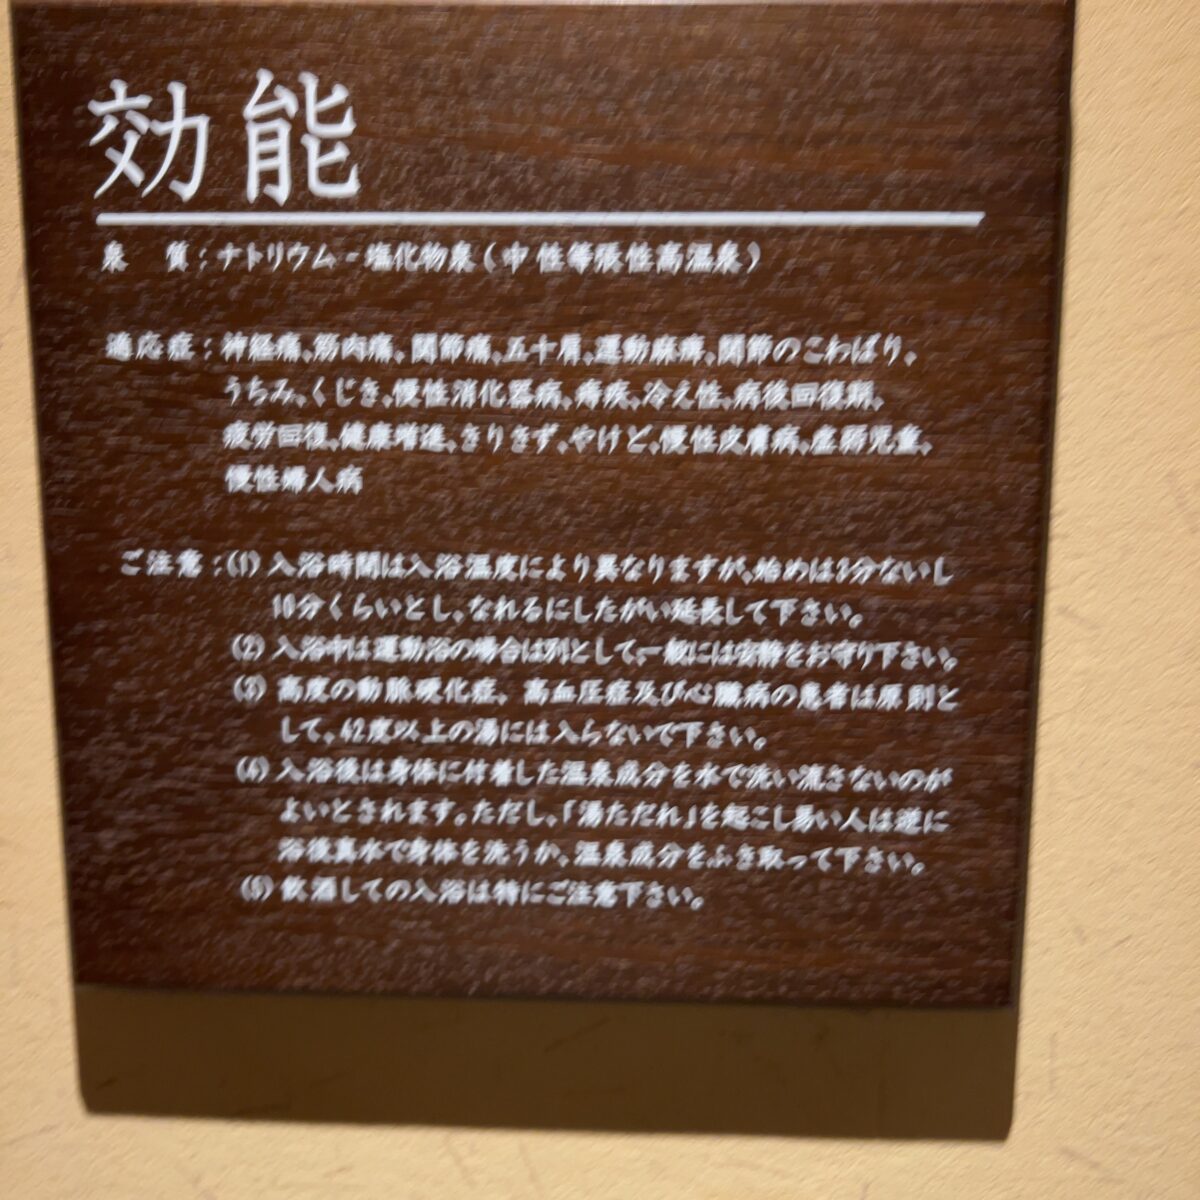 効能
泉 質:ナトリウム-塩化物泉(中性等張性高温泉)
適応症:神経痛、筋肉痛、関節痛、五十肩、運動麻痺、関節のこわばり、
うちみ、くじき、慢性消化器病、痔疾、冷え性、病後回復期、
疲労回復、健康増進、きりきず、やけど、慢性皮膚病、虚弱児童、
慢性婦人病
ご注意:(1)入浴時間は入浴温度により異なりますが、始めは3分ないし
10分くらいとし、なれるにしたがい延長して下さい。
(2)入浴中は運動浴の場合は別として、一般には安静をお守り下さい。
(3)高度の動脈硬化症、高血圧症及び心臓病の患者は原則と
して、42度以上の湯には入らないで下さい。
(4)入浴後は身体に付着した温泉成分を水で洗い流さないのが
よいとされます。ただし、「湯ただれ」を起こし易い人は逆に
浴後真水で身体を洗うか、温泉成分をふき取って下さい。
(5)飲酒しての入浴は特にご注意下さい。